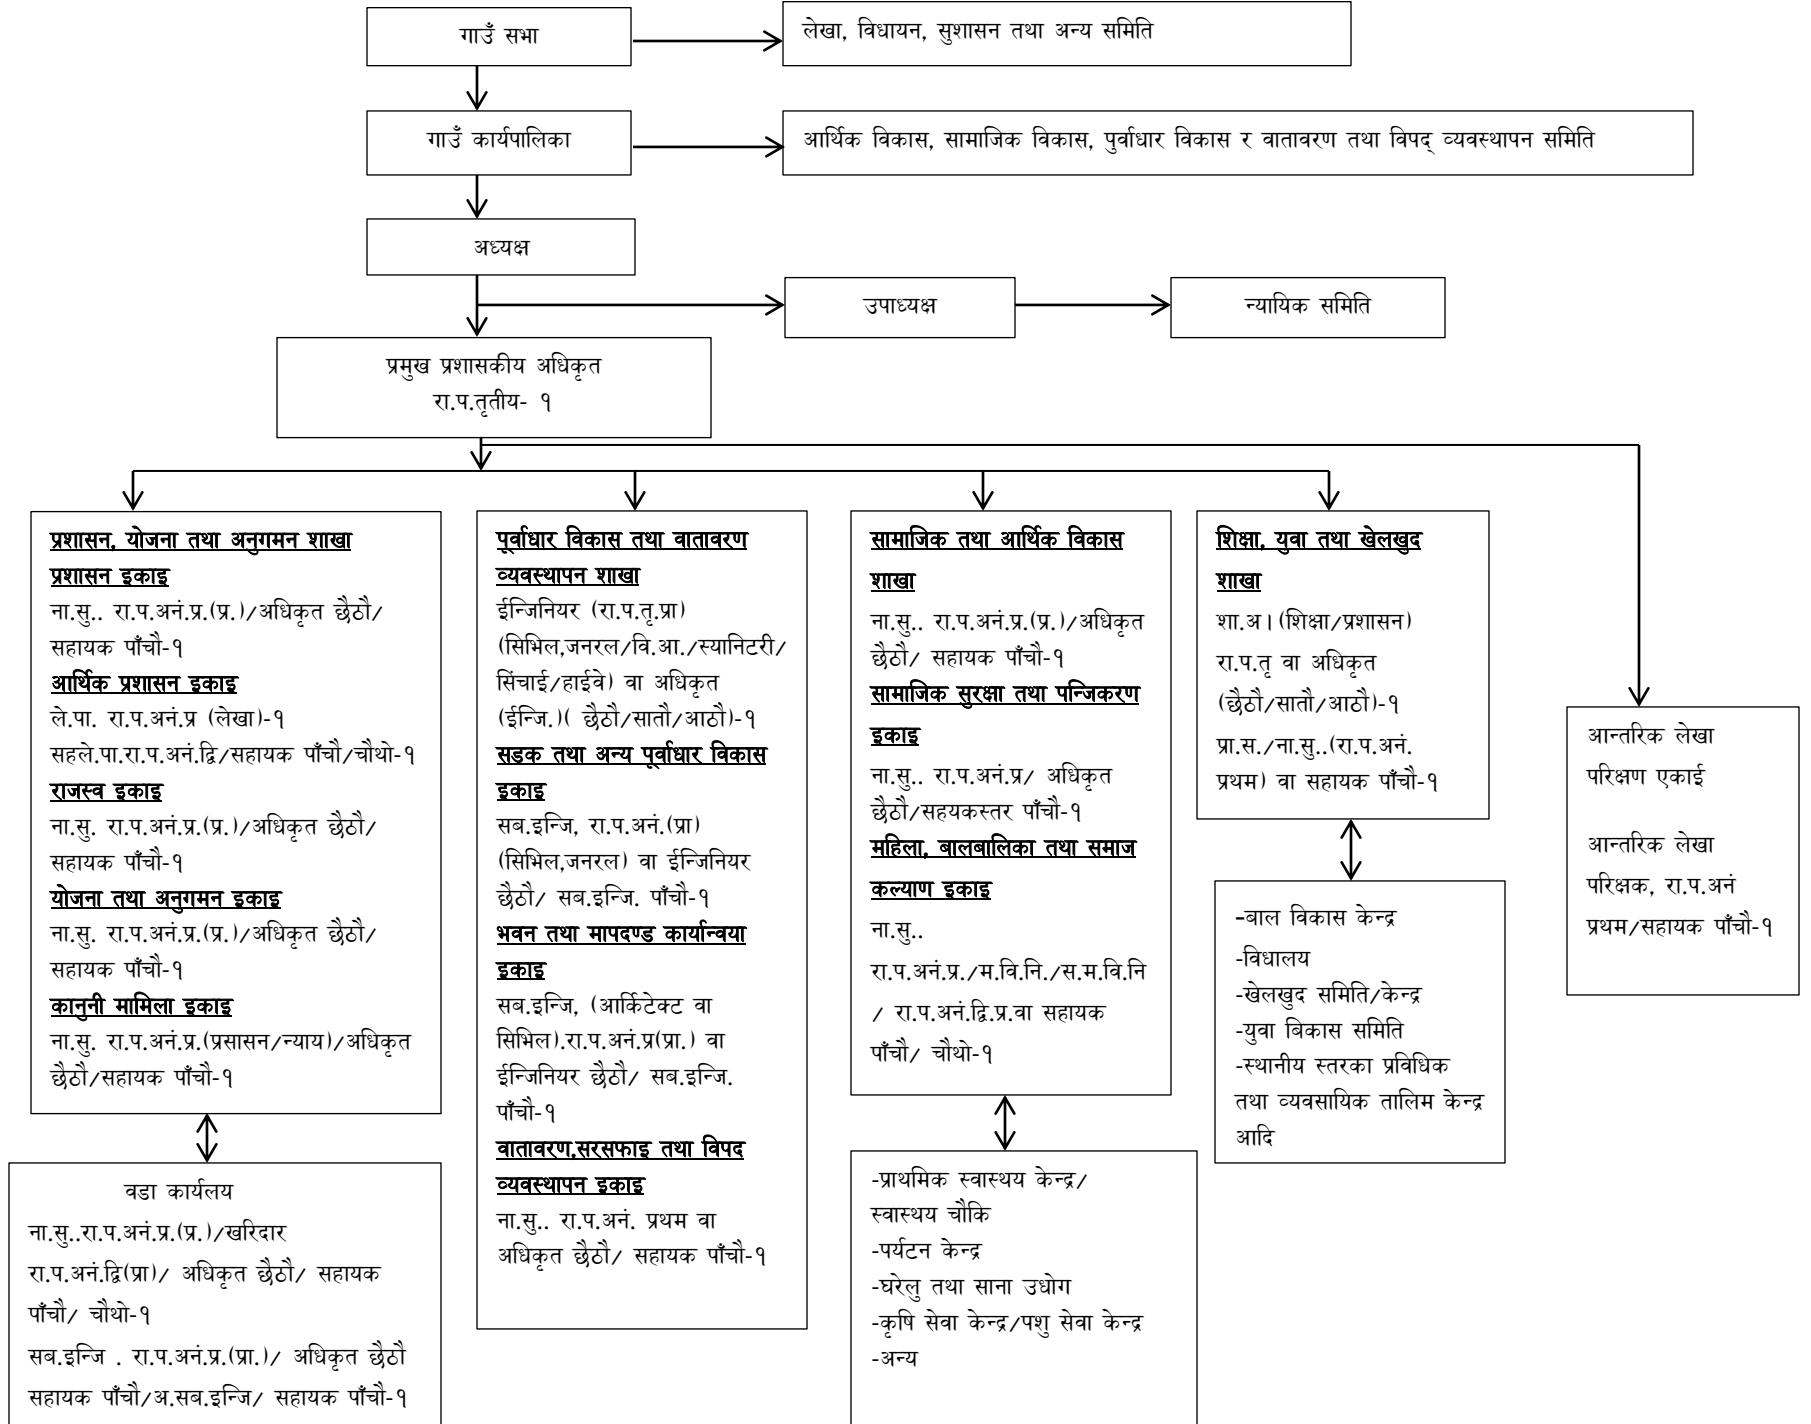 गाउँ सभा
लेखा, विधायन, सुशासन तथा अन्य समिति
गाउँ कार्यपालिका
आर्थिक विकास, सामाजिक विकास, पुर्वाधार विकास र वातावरण तथा विपद् व्यवस्थापन समिति
अध्यक्ष
उपाध्यक्ष
न्यायिक समिति
प्रमुख प्रशासकीय अधिकृत
रा.प.तृतीय- १
प्रशासन, योजना तथा अनुगमन शाखा
प्रशासन इकाइ
ना.सु.. रा.प.अनं.प्र.(प्र.)/अधिकृत छैठौ/
सहायक पाँचौ-१
आर्थिक प्रशासन इकाइ
ले.पा. रा.प.अनं.प्र (लेखा)-१
सहले.पा.रा.प.अनं.द्वि/सहायक पाँचौ/चौथो-१
राजस्व इकाइ
ना.सु. रा.प.अनं.प्र.(प्र.)/अधिकृत छैठौ/
सहायक पाँचौ-१
योजना तथा अनुगमन इकाइ
ना.सु. रा.प.अनं.प्र.(प्र.)/अधिकृत छैठौ/
सहायक पाँचौ-१
कानुनी मामिला इकाइ
ना.सु. रा.प.अनं.प्र.(प्रसासन/न्याय)/अधिकृत
छैठौ/सहायक पाँचौ-१
वडा कार्यलय
ना.सु..रा.प.अनं.प्र.(प्र.)/खरिदार
रा.प.अनं.द्वि(प्रा)/ अधिकृत छैठौ/ सहायक
पाँचौ/ चौथो-१
सब.इन्जि . रा.प.अनं.प्र.(प्रा.)/ अधिकृत छैठौ
सहायक पाँचौ/अ.सब.इन्जि/ सहायक पाँचौ-१
पूर्वाधार विकास तथा वातावरण
व्यवस्थापन शाखा
ईन्जिनियर (रा.प.तृ.प्रा)
(सिभिल,जनरल/वि.आ./स्यानिटरी/
सिंचाई/हाईवे) वा अधिकृत
(ईन्जि.)( छैठौ/सातौ/आठौ)-१
सडक तथा अन्य पूर्वाधार विकास
इकाइ
सब.इन्जि, रा.प.अनं.(प्रा)
(सिभिल,जनरल) वा ईन्जिनियर
छैठौ/ सब.इन्जि. पाँचौ-१
भवन तथा मापदण्ड कार्यान्वया
इकाइ
सब.इन्जि, (आर्किटेक्ट वा
सिभिल).रा.प.अनं.प्र(प्रा.) वा
ईन्जिनियर छैठौ/ सब.इन्जि.
पाँचौ-१
वातावरण,सरसफाइ तथा विपद
व्यवस्थापन इकाइ
ना.सु.. रा.प.अनं. प्रथम वा
अधिकृत छैठौ/ सहायक पाँचौ-१
सामाजिक तथा आर्थिक विकास
शाखा
ना.सु.. रा.प.अनं.प्र.(प्र.)/अधिकृत
छैठौ/ सहायक पाँचौ-१
सामाजिक सुरक्षा तथा पन्जिकरण
इकाइ
ना.सु.. रा.प.अनं.प्र/ अधिकृत
छैठौ/सहयकस्तर पाँचौ-१
महिला, बालबालिका तथा समाज
कल्याण इकाइ
ना.सु..
रा.प.अनं.प्र./म.वि.नि./स.म.वि.नि
/ रा.प.अनं.द्वि.प्र.वा सहायक
पाँचौ/ चौथो-१
-प्राथमिक स्वास्थय केन्द्र/
स्वास्थय चौकि
-पर्यटन केन्द्र
-घरेलु तथा साना उधोग
-कृषि सेवा केन्द्र/पशु सेवा केन्द्र
-अन्य
शिक्षा, युवा तथा खेलखुद
शाखा
शा.अ। (शिक्षा/प्रशासन)
रा.प.तृ वा अधिकृत
(छैठौ/सातौ/आठौ)-१
प्रा.स./ना.सु..(रा.प.अनं.
प्रथम) वा सहायक पाँचौ-१
-बाल विकास केन्द्र
-विधालय
-खेलखुद समिति/केन्द्र
-युवा बिकास समिति
-स्थानीय स्तरका प्रविधिक
तथा व्यवसायिक तालिम केन्द्र
आदि
आन्तरिक लेखा
परिक्षण एकाई
आन्तरिक लेखा
परिक्षक, रा.प.अनं
प्रथम/सहायक पाँचौ-१